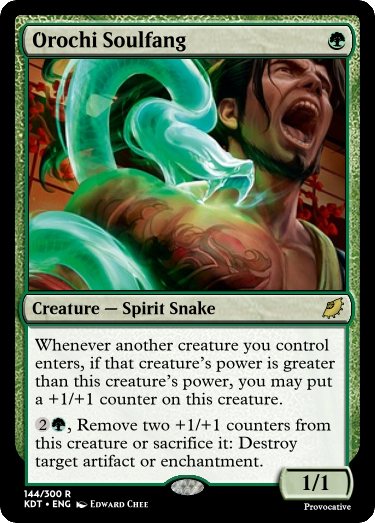 Orochi Soulfang
Creature — Spirit Snake
Whenever another creature you control
enters, if that creature's power is greater
than this creature's power, you may put
a +1/+1 counter on this creature.
2, Remove two +1/+1 counters from
this creature or sacrifice it: Destroy
target artifact or enchantment.
1/1
144/300 R
KDT • ENG Edward Chee
Provocative